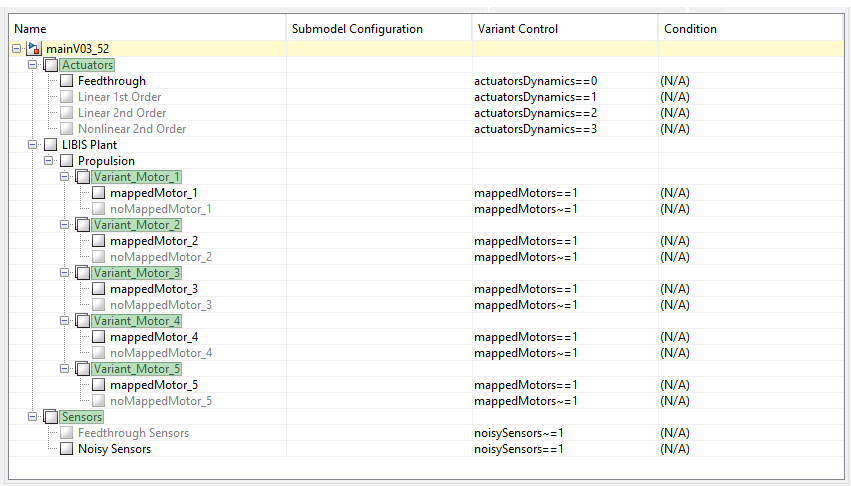 Name Submodel Configuration Variant Control Condition
mainV03_52
Actuators
Feedthrough actuatorsDynamics==0 (N/A)
Linear 1st Order actuatorsDynamics==1 (N/A)
Linear 2nd Order actuatorsDynamics==2 (N/A)
Nonlinear 2nd Order actuatorsDynamics==3 (N/A)
LIBIS Plant
Propulsion
Variant_Motor_1
mappedMotor_1 mappedMotors==1 (N/A)
noMappedMotor_1 mappedMotors~=1 (N/A)
Variant_Motor_2
mappedMotor_2 mappedMotors==1 (N/A)
noMappedMotor_2 mappedMotors~=1 (N/A)
Variant_Motor_3
mappedMotor_3 mappedMotors==1 (N/A)
noMappedMotor_3 mappedMotors~=1 (N/A)
Variant_Motor_4
mappedMotor_4 mappedMotors==1 (N/A)
noMappedMotor_4 mappedMotors~=1 (N/A)
Variant_Motor_5
mappedMotor_5 mappedMotors==1 (N/A)
noMappedMotor_5 mappedMotors~=1 (N/A)
Sensors
Feedthrough Sensors noisySensors~=1 (N/A)
Noisy Sensors noisySensors==1 (N/A)